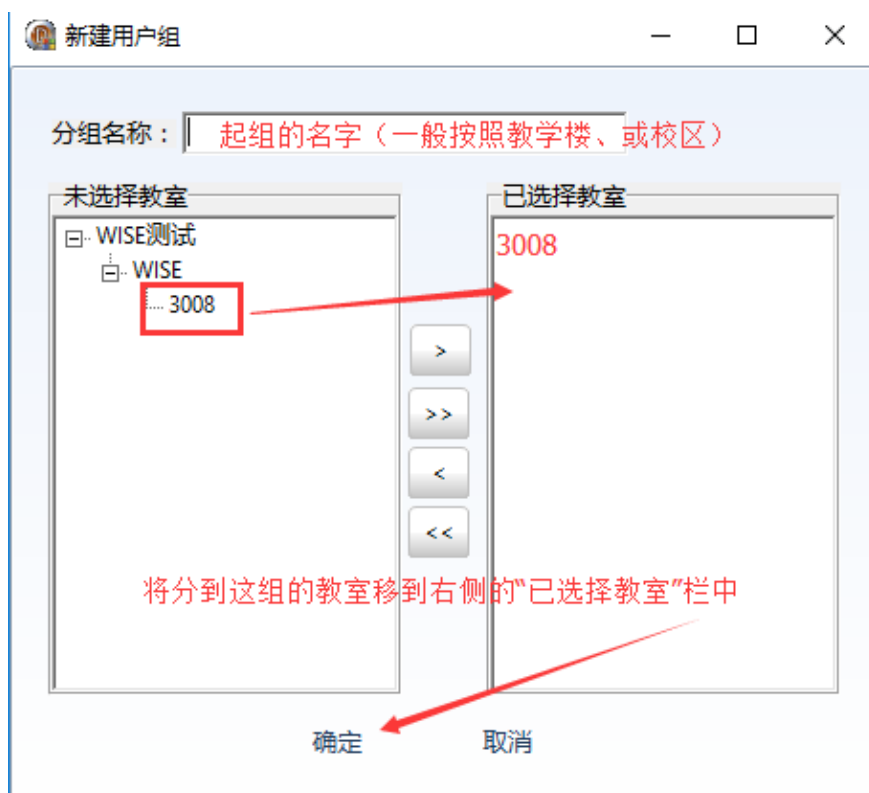 新建用户组
分组名称： 起组的名字（一般按照教学楼、或校区）
未选择教室
已选择教室
WISE测试
WISE
3008
3008
>
>>
<
<<
将分到这组的教室移到右侧的“已选择教室”栏中
确定
取消